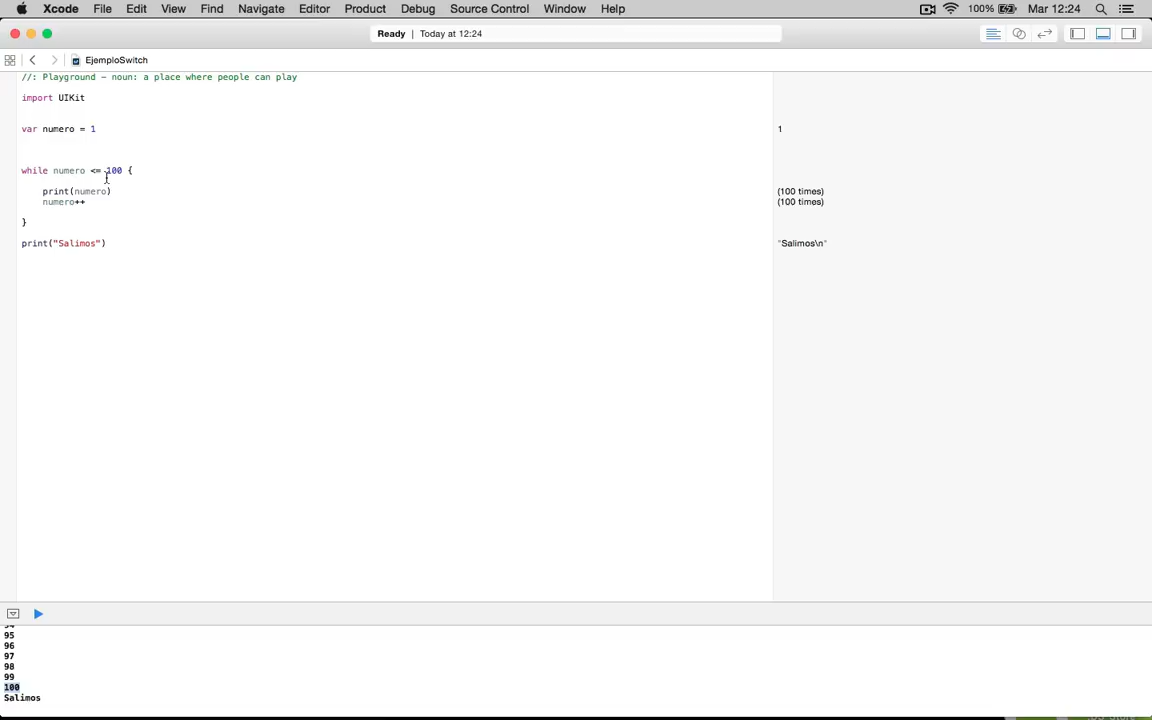 Xcode File Edit View Find Navigate Editor Product Debug Source Control Window Help 100% Mar 12:24
Ready | Today at 12:24
EjemploSwitch
//: Playground - noun: a place where people can play
import UIKit
var numero = 1 1
while numero <= 100 {
print(numero) (100 times)
numero++ (100 times)
}
print("Salimos") "Salimos\n"
94
95
96
97
98
99
100
Salimos